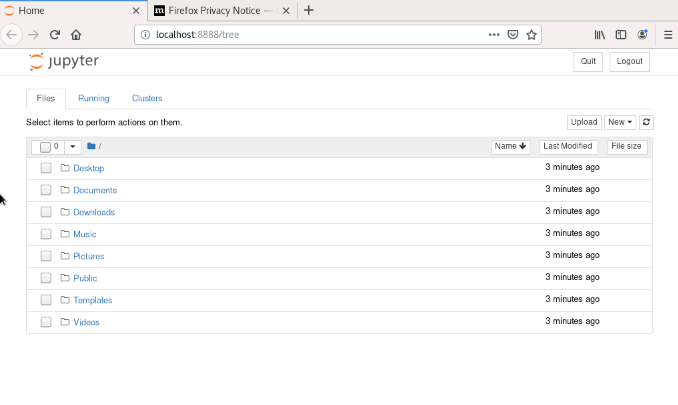 Home
Firefox Privacy Notice —
localhost:8888/tree
jupyter
Quit
Logout
Files
Running
Clusters
Select items to perform actions on them.
Upload
New
0
/
Name
Last Modified
File size
Desktop
3 minutes ago
Documents
3 minutes ago
Downloads
3 minutes ago
Music
3 minutes ago
Pictures
3 minutes ago
Public
3 minutes ago
Templates
3 minutes ago
Videos
3 minutes ago